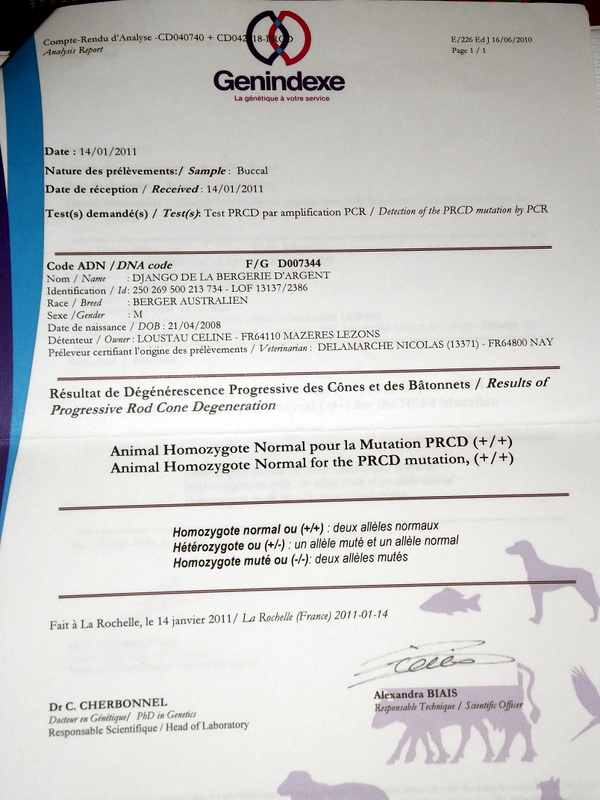 Compte-Rendu d'Analyse -CD040740 + CD042118-PRCD
Analysis Report
E/226 Ed J 16/06/2010
Page 1 / 1
Genindexe
La génétique à votre service
Date : 14/01/2011
Nature des prélèvements:/ Sample : Buccal
Date de réception / Received : 14/01/2011
Test(s) demandé(s) / Test(s): Test PRCD par amplification PCR / Detection of the PRCD mutation by PCR
Code ADN / DNA code F/G D007344
Nom / Name : DJANGO DE LA BERGERIE D'ARGENT
Identification / Id: 250 269 500 213 734 - LOF 13137/2386
Race / Breed : BERGER AUSTRALIEN
Sexe /Gender : M
Date de naissance / DOB : 21/04/2008
Détenteur / Owner : LOUSTAU CELINE - FR64110 MAZERES LEZONS
Préleveur certifiant l'origine des prélèvements / Veterinarian : DELAMARCHE NICOLAS (13371) - FR64800 NAY
Résultat de Dégénérescence Progressive des Cônes et des Bâtonnets / Results of
Progressive Rod Cone Degeneration
Animal Homozygote Normal pour la Mutation PRCD (+/+)
Animal Homozygote Normal for the PRCD mutation, (+/+)
Homozygote normal ou (+/+) : deux allèles normaux
Hétérozygote ou (+/-) : un allèle muté et un allèle normal
Homozygote muté ou (-/-): deux allèles mutés
Fait à La Rochelle, le 14 janvier 2011/ La Rochelle (France) 2011-01-14
Dr C. CHERBONNEL
Docteur en Génétique/ PhD in Genetics
Responsable Scientifique / Head of Laboratory
Alexandra BIAIS
Responsable Technique / Scientific Officer